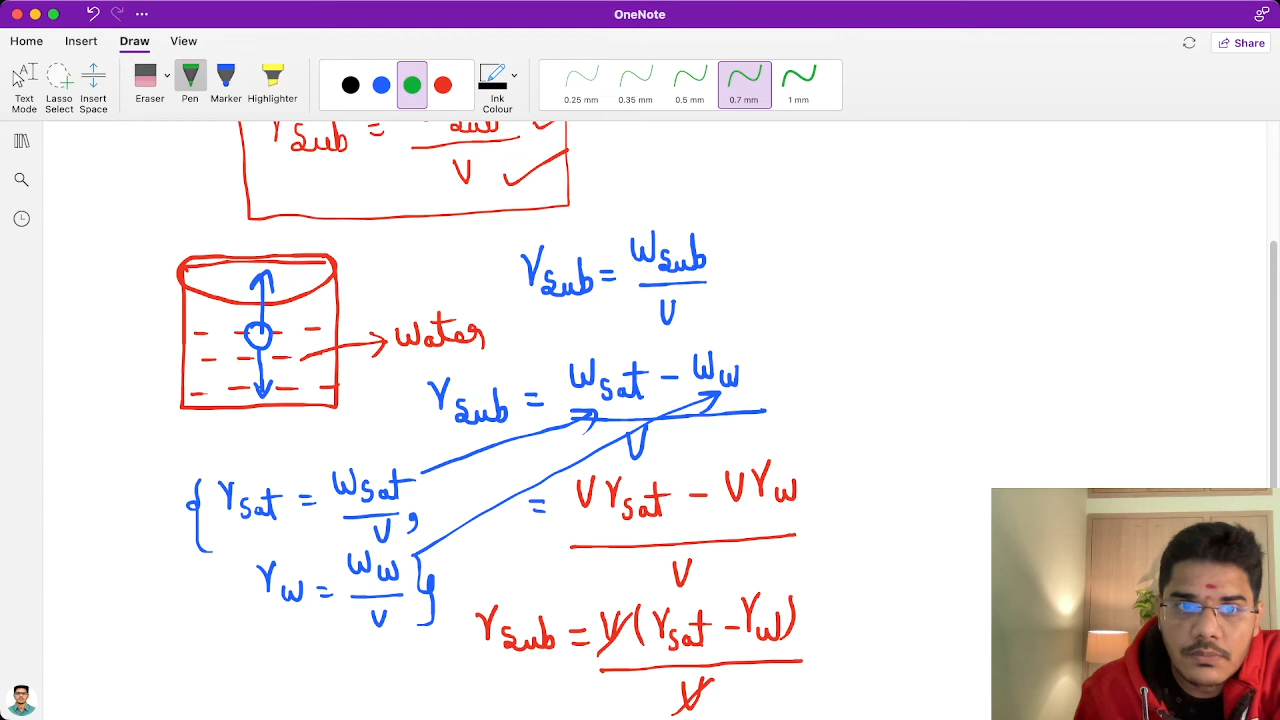 OneNote
Home Insert Draw View
Share
Text Mode
Lasso Select
Insert Space
Eraser
Pen
Marker
Highlighter
Ink Colour
0.25 mm
0.35 mm
0.5 mm
0.7 mm
1 mm
γsub =
V
γsub = Wsub / V
Water
γsub = Wsat − Ww / V
{ γsat = Wsat / V,
= Vγsat − Vγw / V
γw = Ww / V }
γsub = V(γsat − γw) / V